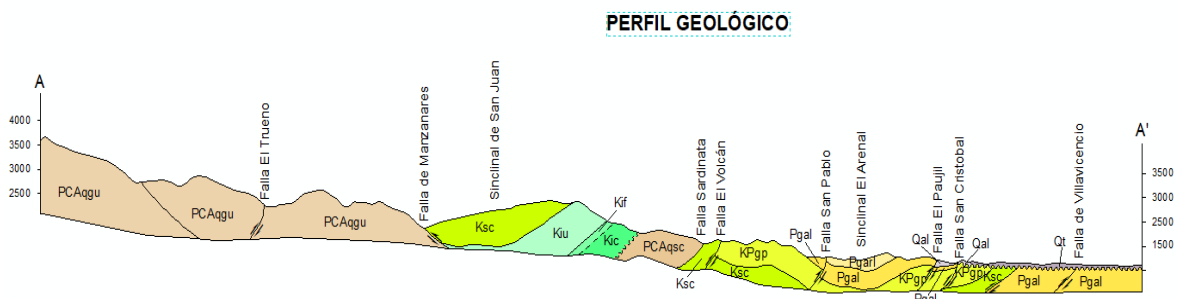 PERFIL GEOLÓGICO
A
A'
4000
3500
3000
2500
3500
3000
2500
1500
Falla El Trueno
Falla de Manzanares
Sinclinal de San Juan
Falla Sardinata
Falla El Volcán
Falla San Pablo
Sinclinal El Arenal
Falla El Paujil
Falla San Cristobal
Falla de Villavicencio
PCAqgu
PCAqgu
PCAqgu
Ksc
Kiu
Kif
Kic
PCAqsc
Ksc
KPgp
Ksc
Pgal
Pgarl
Pgal
Qal
KPgp
Qal
KPgp
Ksc
Pgal
Qt
Pgal